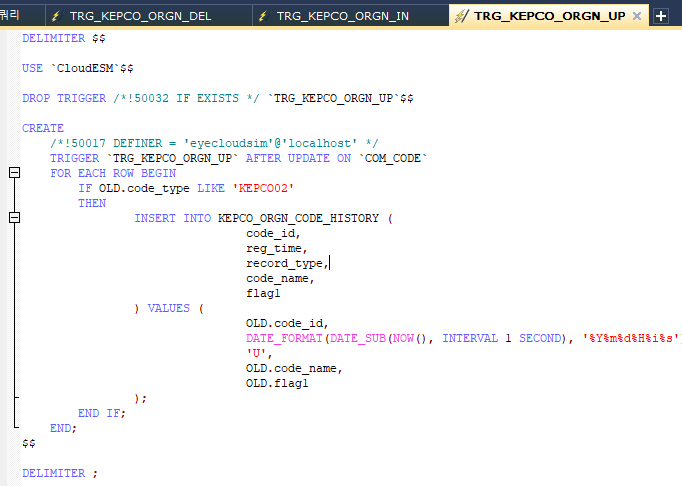 쿼리 TRG_KEPCO_ORGN_DEL TRG_KEPCO_ORGN_IN TRG_KEPCO_ORGN_UP
DELIMITER $$
USE `CloudESM`$$
DROP TRIGGER /*!50032 IF EXISTS */ `TRG_KEPCO_ORGN_UP`$$
CREATE
/*!50017 DEFINER = 'eyecloudsim'@'localhost' */
TRIGGER `TRG_KEPCO_ORGN_UP` AFTER UPDATE ON `COM_CODE`
FOR EACH ROW BEGIN
IF OLD.code_type LIKE 'KEPCO02'
THEN
INSERT INTO KEPCO_ORGN_CODE_HISTORY (
code_id,
reg_time,
record_type,
code_name,
flag1
) VALUES (
OLD.code_id,
DATE_FORMAT(DATE_SUB(NOW(), INTERVAL 1 SECOND), '%Y%m%d%H%i%s')
'U',
OLD.code_name,
OLD.flag1
);
END IF;
END;
$$
DELIMITER ;